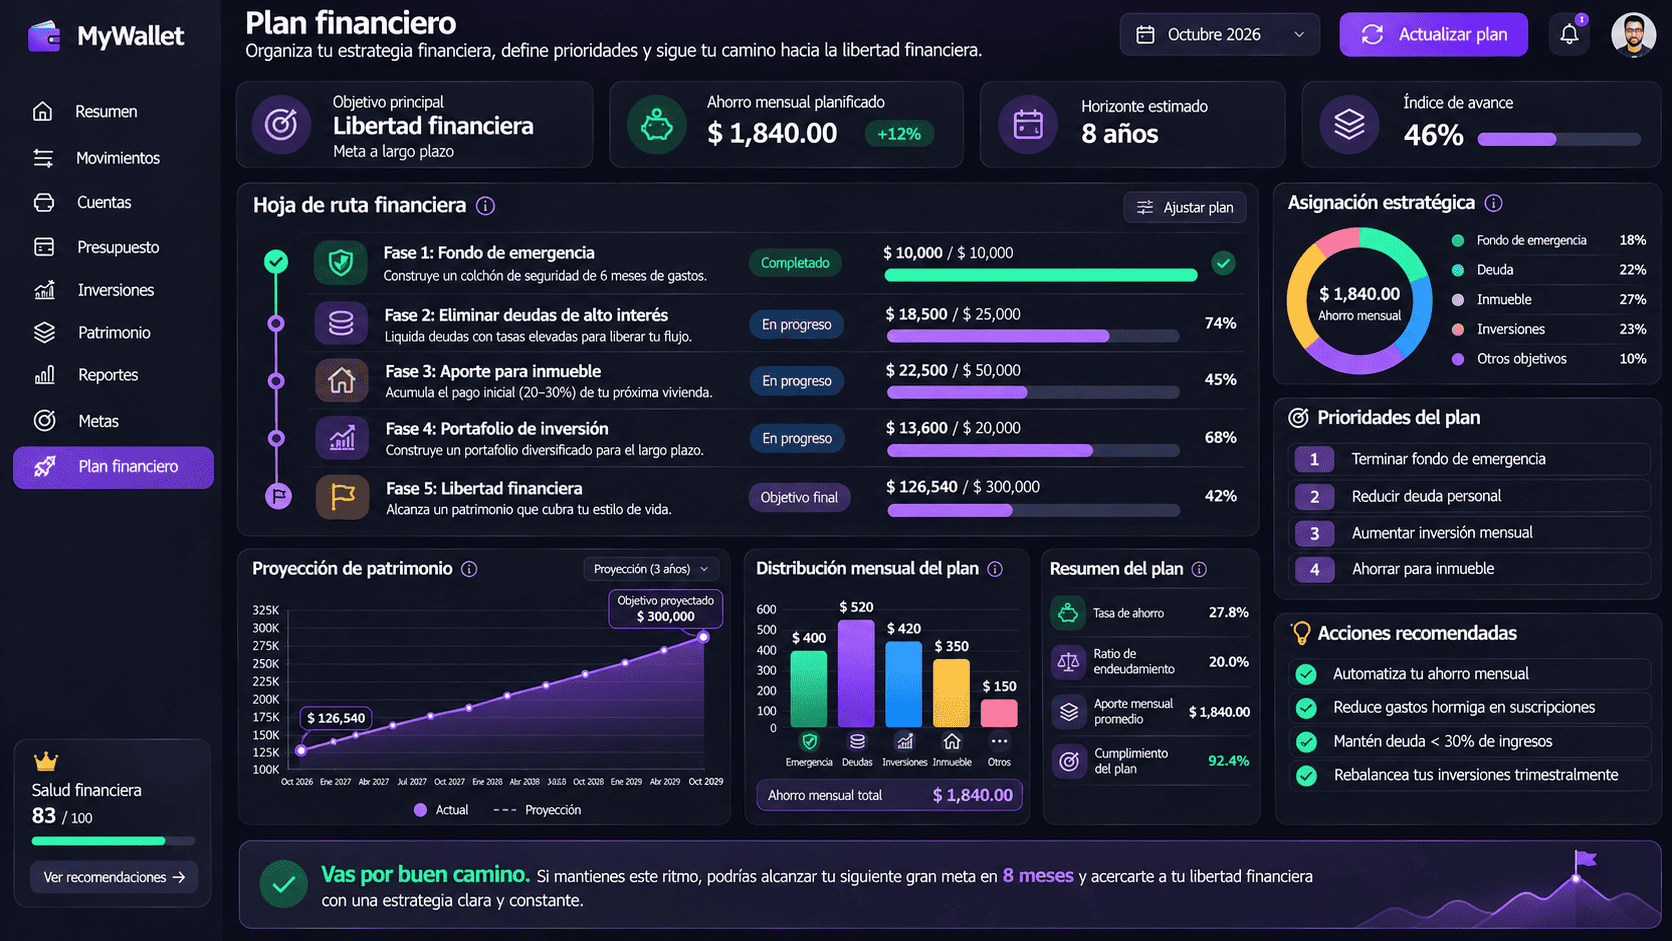 MyWallet
Resumen
Movimientos
Cuentas
Presupuesto
Inversiones
Patrimonio
Reportes
Metas
Plan financiero
Salud financiera
83 / 100
Ver recomendaciones →
Plan financiero
Organiza tu estrategia financiera, define prioridades y sigue tu camino hacia la libertad financiera.
Octubre 2026
Actualizar plan
Objetivo principal
Libertad financiera
Meta a largo plazo
Ahorro mensual planificado
$ 1,840.00 +12%
Horizonte estimado
8 años
Índice de avance
46%
Hoja de ruta financiera
Ajustar plan
Fase 1: Fondo de emergencia
Construye un colchón de seguridad de 6 meses de gastos.
Completado
$ 10,000 / $ 10,000
Fase 2: Eliminar deudas de alto interés
Liquida deudas con tasas elevadas para liberar tu flujo.
En progreso
$ 18,500 / $ 25,000
74%
Fase 3: Aporte para inmueble
Acumula el pago inicial (20–30%) de tu próxima vivienda.
En progreso
$ 22,500 / $ 50,000
45%
Fase 4: Portafolio de inversión
Construye un portafolio diversificado para el largo plazo.
En progreso
$ 13,600 / $ 20,000
68%
Fase 5: Libertad financiera
Alcanza un patrimonio que cubra tu estilo de vida.
Objetivo final
$ 126,540 / $ 300,000
42%
Asignación estratégica
$ 1,840.00
Ahorro mensual
Fondo de emergencia 18%
Deuda 22%
Inmueble 27%
Inversiones 23%
Otros objetivos 10%
Prioridades del plan
1 Terminar fondo de emergencia
2 Reducir deuda personal
3 Aumentar inversión mensual
4 Ahorrar para inmueble
Acciones recomendadas
Automatiza tu ahorro mensual
Reduce gastos hormiga en suscripciones
Mantén deuda < 30% de ingresos
Rebalancea tus inversiones trimestralmente
Proyección de patrimonio
Proyección (3 años)
Objetivo proyectado
$ 300,000
$ 126,540
325K
300K
275K
250K
225K
200K
175K
150K
125K
100K
Oct 2026 Ene 2027 Abr 2027 Jul 2027 Oct 2027 Ene 2028 Abr 2028 Oct 2028 Ene 2029 Abr 2029 Oct 2029
Actual
Proyección
Distribución mensual del plan
600
500
400
300
200
100
0
$ 400
$ 520
$ 420
$ 350
$ 150
Emergencia Deudas Inversiones Inmueble Otros
Ahorro mensual total $ 1,840.00
Resumen del plan
Tasa de ahorro 27.8%
Ratio de
endeudamiento
20.0%
Aporte mensual
promedio
$ 1,840.00
Cumplimiento
del plan
92.4%
Vas por buen camino. Si mantienes este ritmo, podrías alcanzar tu siguiente gran meta en 8 meses y acercarte a tu libertad financiera
con una estrategia clara y constante.